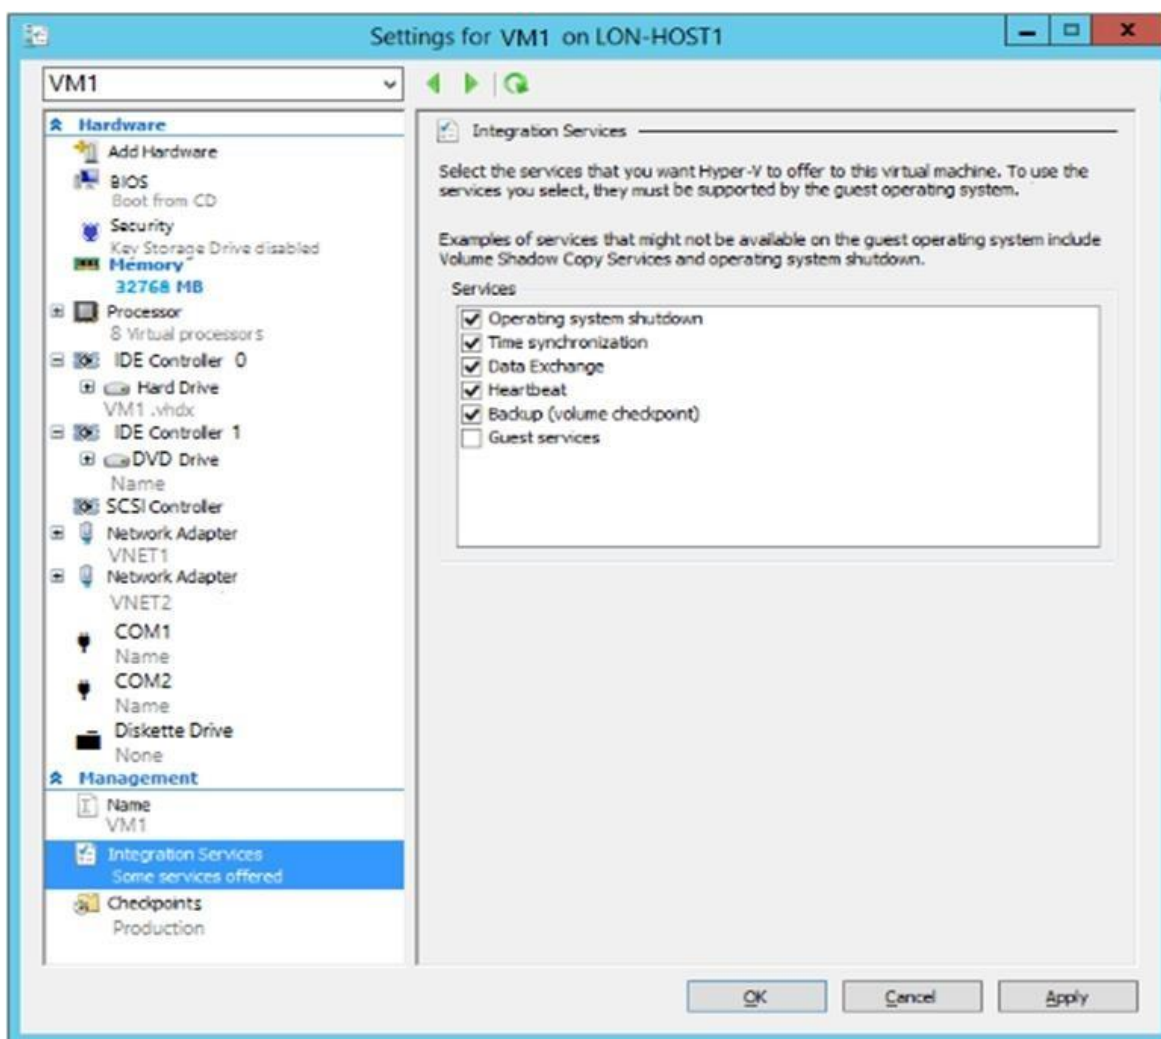 Settings for VM1 on LON-HOST1
VM1
Hardware
Add Hardware
BIOS
Boot from CD
Security
Key Storage Drive disabled
Memory
32768 MB
Processor
8 Virtual processors
IDE Controller 0
Hard Drive
VM1 .vhdx
IDE Controller 1
DVD Drive
Name
SCSI Controller
Network Adapter
VNET1
Network Adapter
VNET2
COM1
Name
COM2
Name
Diskette Drive
None
Management
Name
VM1
Integration Services
Some services offered
Checkpoints
Production
Integration Services
Select the services that you want Hyper-V to offer to this virtual machine. To use the
services you select, they must be supported by the guest operating system.
Examples of services that might not be available on the guest operating system include
Volume Shadow Copy Services and operating system shutdown.
Services
Operating system shutdown
Time synchronization
Data Exchange
Heartbeat
Backup (volume checkpoint)
Guest services
OK
Cancel
Apply